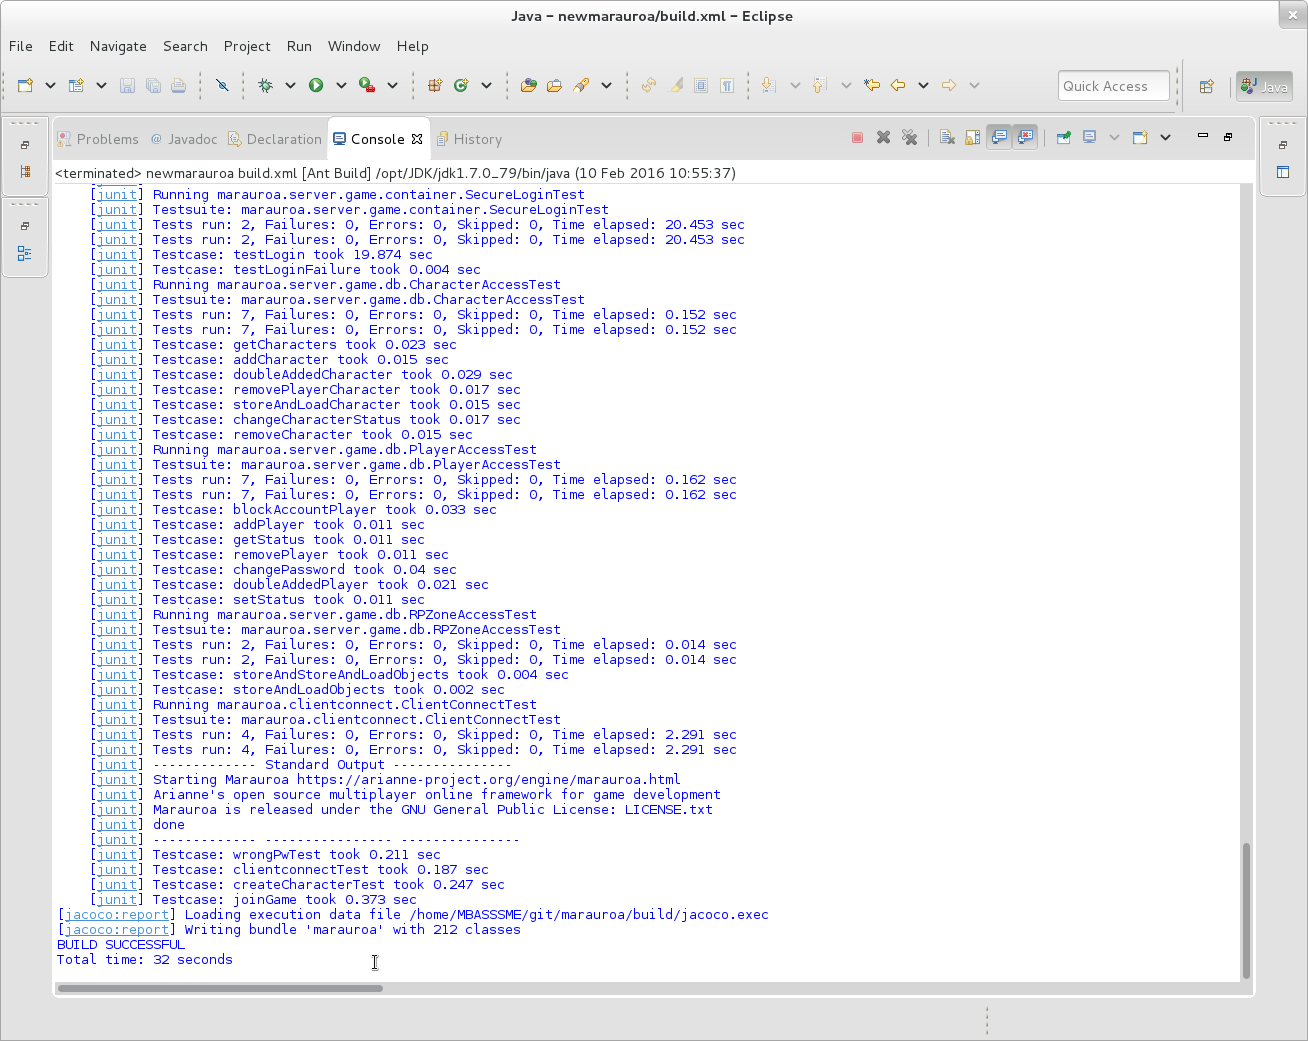 Java – newmarauroa/build.xml – Eclipse
File Edit Navigate Search Project Run Window Help
Quick Access Java
Problems @ Javadoc Declaration Console History
<terminated> newmarauroa build.xml [Ant Build] /opt/JDK/jdk1.7.0_79/bin/java (10 Feb 2016 10:55:37)
[junit] Running marauroa.server.game.container.SecureLoginTest
[junit] Testsuite: marauroa.server.game.container.SecureLoginTest
[junit] Tests run: 2, Failures: 0, Errors: 0, Skipped: 0, Time elapsed: 20.453 sec
[junit] Tests run: 2, Failures: 0, Errors: 0, Skipped: 0, Time elapsed: 20.453 sec
[junit] Testcase: testLogin took 19.874 sec
[junit] Testcase: testLoginFailure took 0.004 sec
[junit] Running marauroa.server.game.db.CharacterAccessTest
[junit] Testsuite: marauroa.server.game.db.CharacterAccessTest
[junit] Tests run: 7, Failures: 0, Errors: 0, Skipped: 0, Time elapsed: 0.152 sec
[junit] Tests run: 7, Failures: 0, Errors: 0, Skipped: 0, Time elapsed: 0.152 sec
[junit] Testcase: getCharacters took 0.023 sec
[junit] Testcase: addCharacter took 0.015 sec
[junit] Testcase: doubleAddedCharacter took 0.029 sec
[junit] Testcase: removePlayerCharacter took 0.017 sec
[junit] Testcase: storeAndLoadCharacter took 0.015 sec
[junit] Testcase: changeCharacterStatus took 0.017 sec
[junit] Testcase: removeCharacter took 0.015 sec
[junit] Running marauroa.server.game.db.PlayerAccessTest
[junit] Testsuite: marauroa.server.game.db.PlayerAccessTest
[junit] Tests run: 7, Failures: 0, Errors: 0, Skipped: 0, Time elapsed: 0.162 sec
[junit] Tests run: 7, Failures: 0, Errors: 0, Skipped: 0, Time elapsed: 0.162 sec
[junit] Testcase: blockAccountPlayer took 0.033 sec
[junit] Testcase: addPlayer took 0.011 sec
[junit] Testcase: getStatus took 0.011 sec
[junit] Testcase: removePlayer took 0.011 sec
[junit] Testcase: changePassword took 0.04 sec
[junit] Testcase: doubleAddedPlayer took 0.021 sec
[junit] Testcase: setStatus took 0.011 sec
[junit] Running marauroa.server.game.db.RPZoneAccessTest
[junit] Testsuite: marauroa.server.game.db.RPZoneAccessTest
[junit] Tests run: 2, Failures: 0, Errors: 0, Skipped: 0, Time elapsed: 0.014 sec
[junit] Tests run: 2, Failures: 0, Errors: 0, Skipped: 0, Time elapsed: 0.014 sec
[junit] Testcase: storeAndStoreAndLoadObjects took 0.004 sec
[junit] Testcase: storeAndLoadObjects took 0.002 sec
[junit] Running marauroa.clientconnect.ClientConnectTest
[junit] Testsuite: marauroa.clientconnect.ClientConnectTest
[junit] Tests run: 4, Failures: 0, Errors: 0, Skipped: 0, Time elapsed: 2.291 sec
[junit] Tests run: 4, Failures: 0, Errors: 0, Skipped: 0, Time elapsed: 2.291 sec
[junit] ------------- Standard Output ---------------
[junit] Starting Marauroa https://arianne-project.org/engine/marauroa.html
[junit] Arianne's open source multiplayer online framework for game development
[junit] Marauroa is released under the GNU General Public License: LICENSE.txt
[junit] done
[junit] ------------- ---------------- ---------------
[junit] Testcase: wrongPwTest took 0.211 sec
[junit] Testcase: clientconnectTest took 0.187 sec
[junit] Testcase: createCharacterTest took 0.247 sec
[junit] Testcase: joinGame took 0.373 sec
[jacoco:report] Loading execution data file /home/MBASSSME/git/marauroa/build/jacoco.exec
[jacoco:report] Writing bundle 'marauroa' with 212 classes
BUILD SUCCESSFUL
Total time: 32 seconds